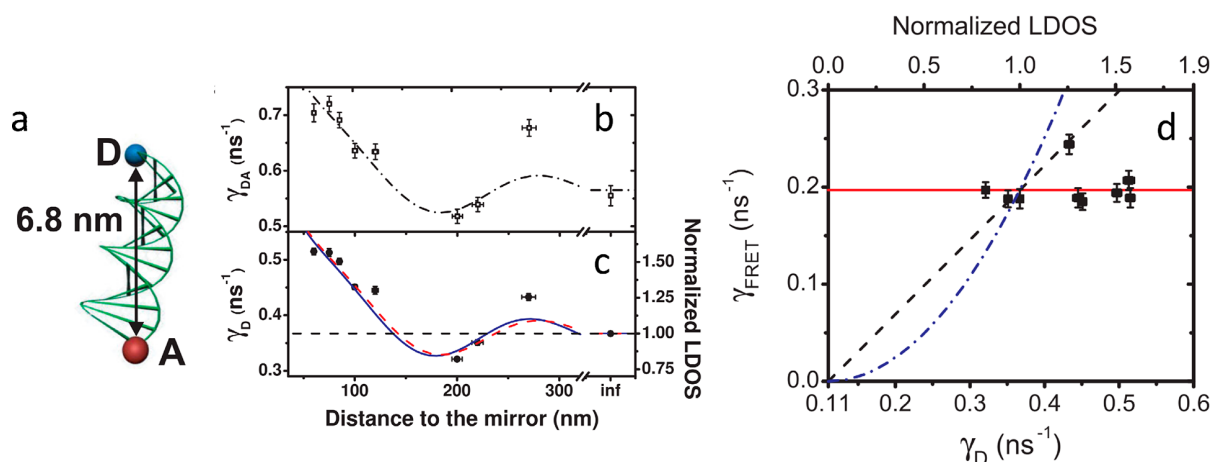 a
D
6.8 nm
A
b
γDA (ns-1)
0.7
0.6
0.5
c
γD (ns-1)
0.5
0.4
0.3
Normalized LDOS
1.50
1.25
1.00
0.75
100
200
300
inf
Distance to the mirror (nm)
Normalized LDOS
0.0
0.5
1.0
1.5
1.9
d
γFRET (ns-1)
0.3
0.2
0.1
0.0
0.11
0.2
0.3
0.4
0.5
0.6
γD (ns-1)